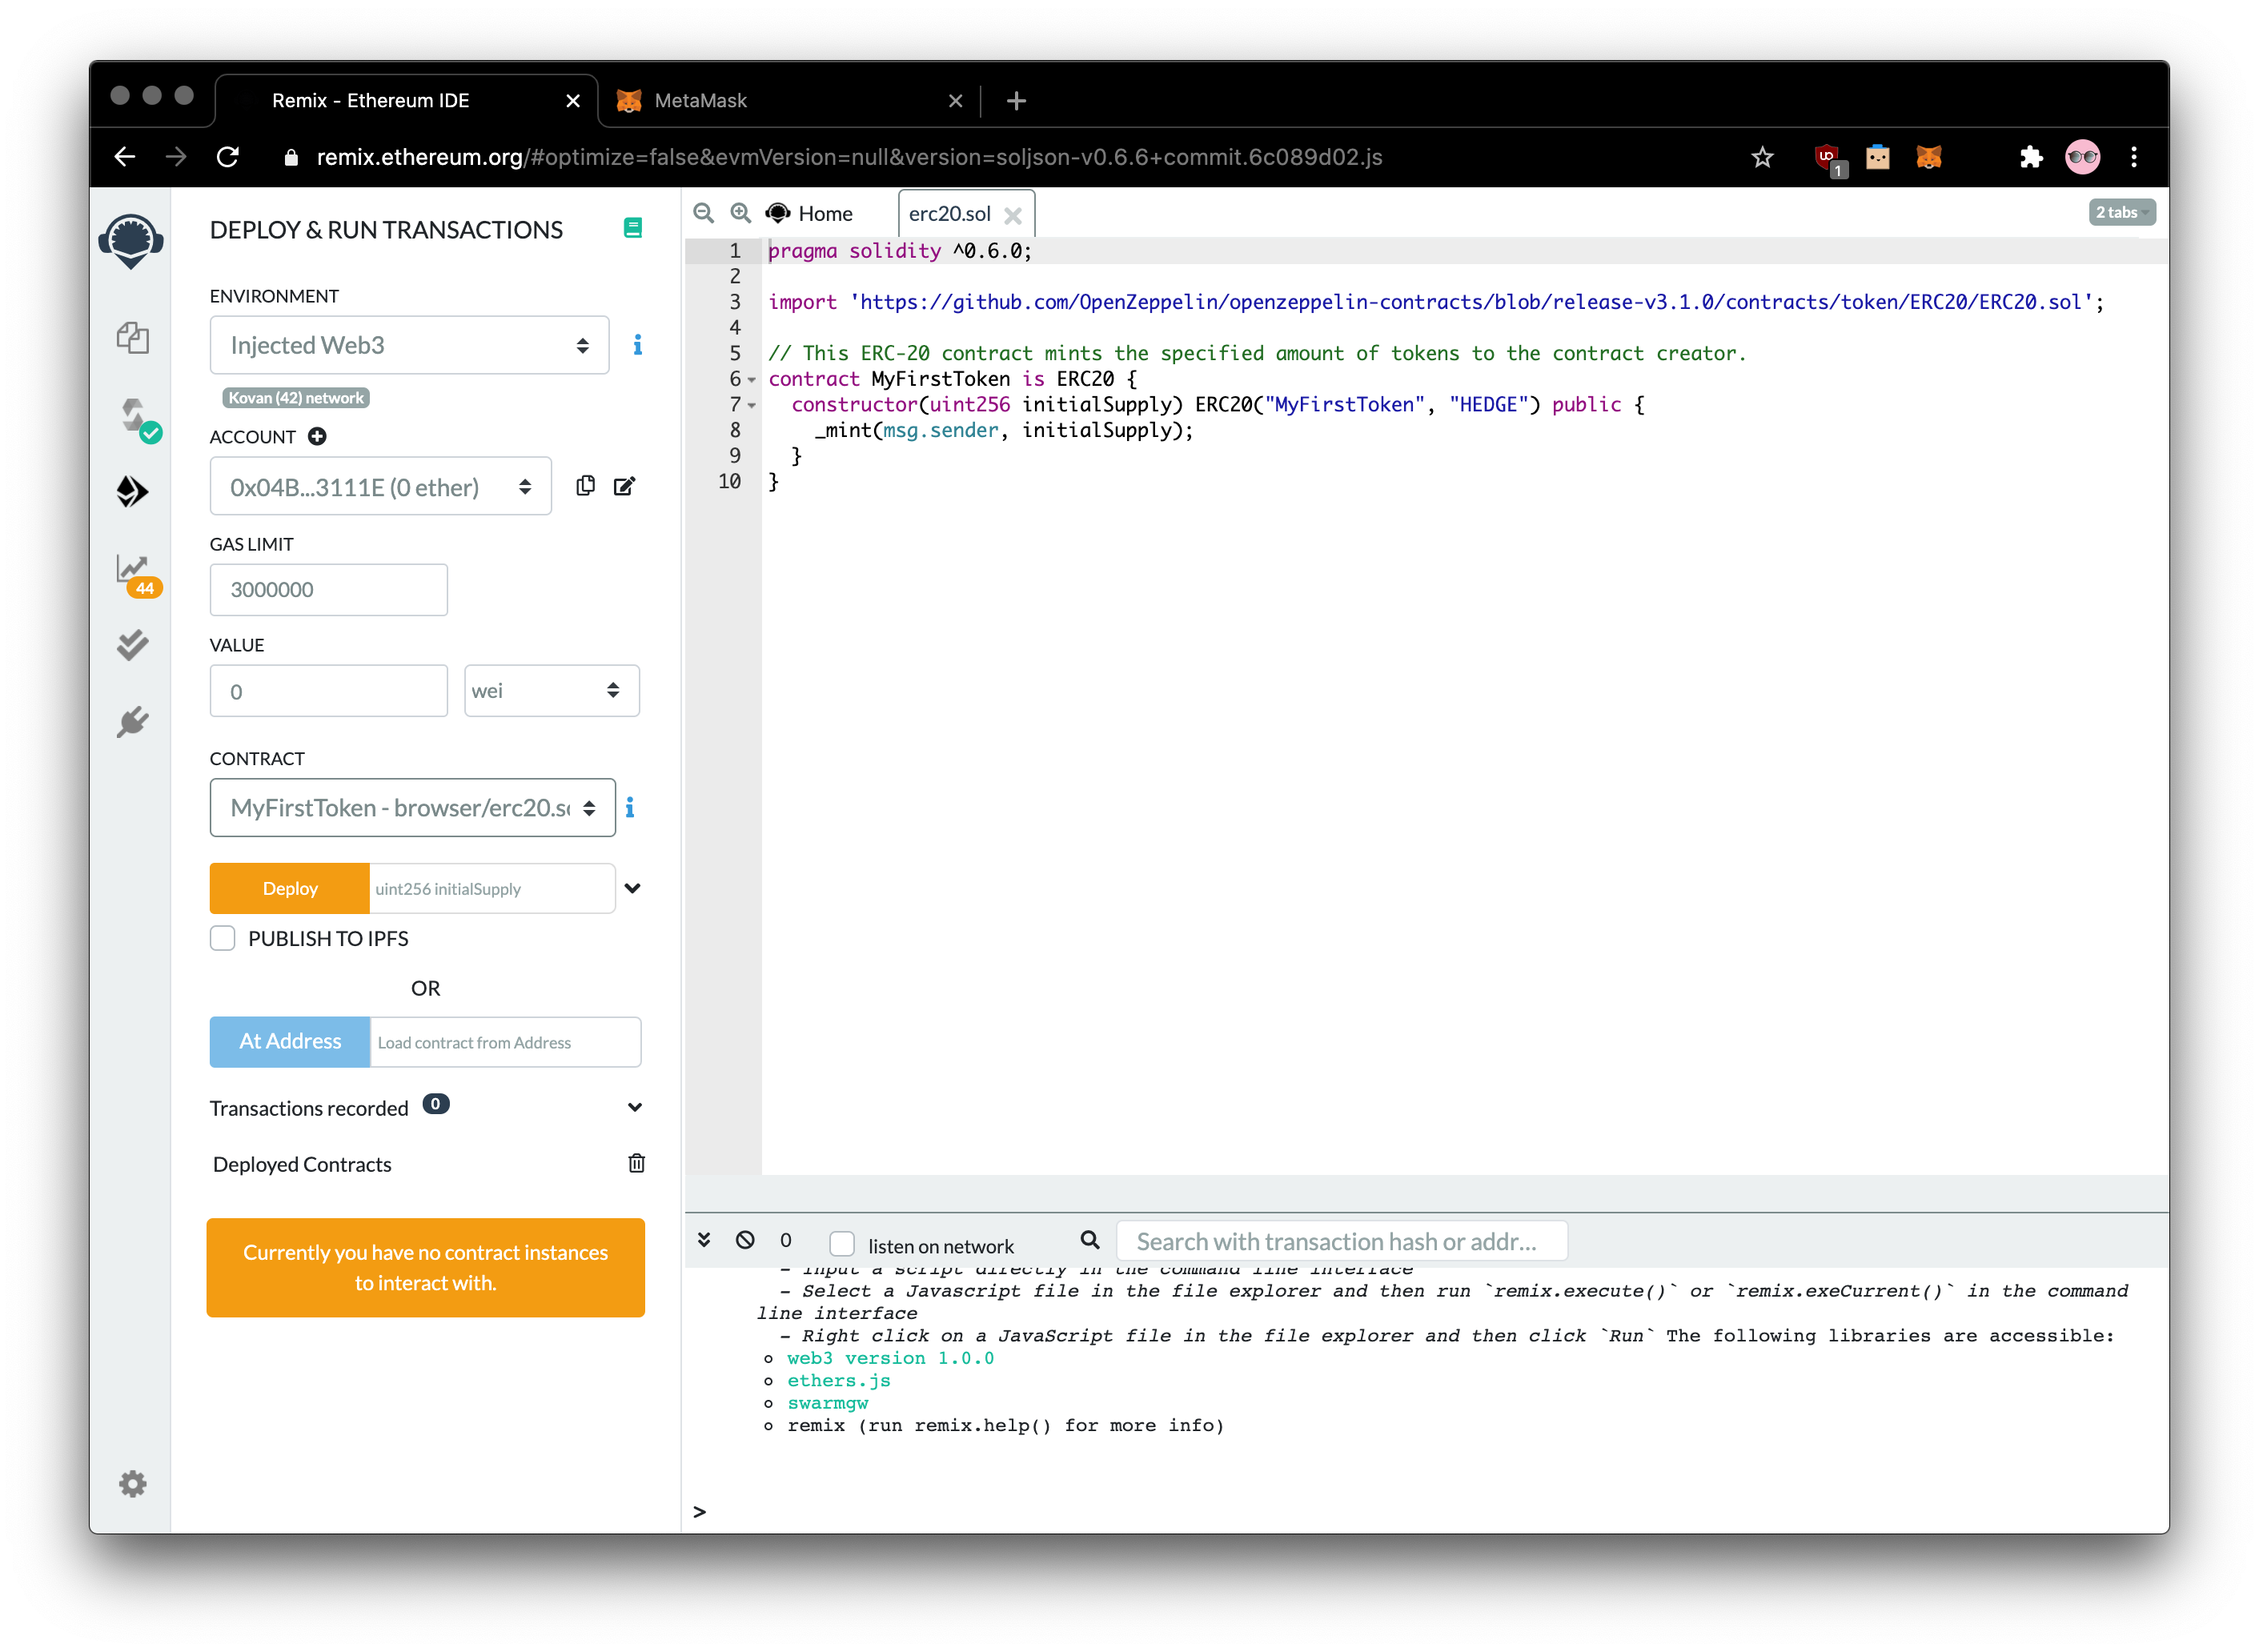 Remix - Ethereum IDE
MetaMask
remix.ethereum.org/#optimize=false&evmVersion=null&version=soljson-v0.6.6+commit.6c089d02.js
1
DEPLOY & RUN TRANSACTIONS
ENVIRONMENT
Injected Web3
Kovan (42) network
ACCOUNT
0x04B...3111E (0 ether)
GAS LIMIT
3000000
VALUE
0
wei
CONTRACT
MyFirstToken - browser/erc20.so
Deploy
uint256 initialSupply
PUBLISH TO IPFS
OR
At Address
Load contract from Address
Transactions recorded 0
Deployed Contracts
Currently you have no contract instances
to interact with.
44
Home
erc20.sol
2 tabs
1 pragma solidity ^0.6.0;
2
3 import 'https://github.com/OpenZeppelin/openzeppelin-contracts/blob/release-v3.1.0/contracts/token/ERC20/ERC20.sol';
4
5 // This ERC-20 contract mints the specified amount of tokens to the contract creator.
6 contract MyFirstToken is ERC20 {
7 constructor(uint256 initialSupply) ERC20("MyFirstToken", "HEDGE") public {
8 _mint(msg.sender, initialSupply);
9 }
10 }
0
listen on network
Search with transaction hash or addr...
- Input a script directly in the command line interface
- Select a Javascript file in the file explorer and then run `remix.execute()` or `remix.exeCurrent()` in the command
line interface
- Right click on a JavaScript file in the file explorer and then click `Run` The following libraries are accessible:
web3 version 1.0.0
ethers.js
swarmgw
remix (run remix.help() for more info)
>